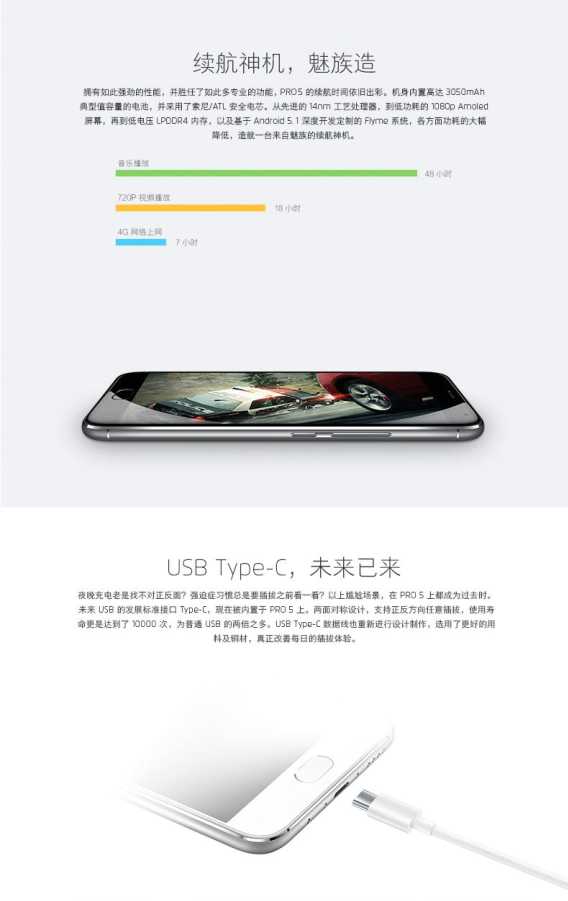 续航神机，魅族造
拥有如此强劲的性能，并胜任了如此多专业的功能，PRO 5 的续航时间依旧出彩。机身内置高达 3050mAh
典型值容量的电池，并采用了索尼/ATL 安全电芯。从先进的 14nm 工艺处理器，到低功耗的 1080p Amoled
屏幕，再到低电压 LPDDR4 内存，以及基于 Android 5.1 深度开发定制的 Flyme 系统，各方面功耗的大幅
降低，造就一台来自魅族的续航神机。
音乐播放
48 小时
720P 视频播放
18 小时
4G 网络上网
7 小时
USB Type-C，未来已来
夜晚充电老是找不对正反面？强迫症习惯总是要插拔之前看一看？以上尴尬场景，在 PRO 5 上都成为过去时。
未来 USB 的发展标准接口 Type-C，现在被内置于 PRO 5 上。两面对称设计，支持正反方向任意插拔，使用寿
命更是达到了 10000 次，为普通 USB 的两倍之多。USB Type-C 数据线也重新进行设计制作，选用了更好的用
料及铜材，真正改善每日的插拔体验。